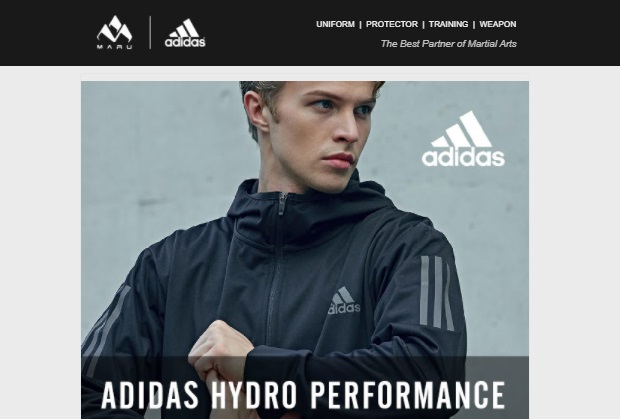 MARU
adidas
UNIFORM | PROTECTOR | TRAINING | WEAPON
The Best Partner of Martial Arts
adidas
adidas
ADIDAS HYDRO PERFORMANCE